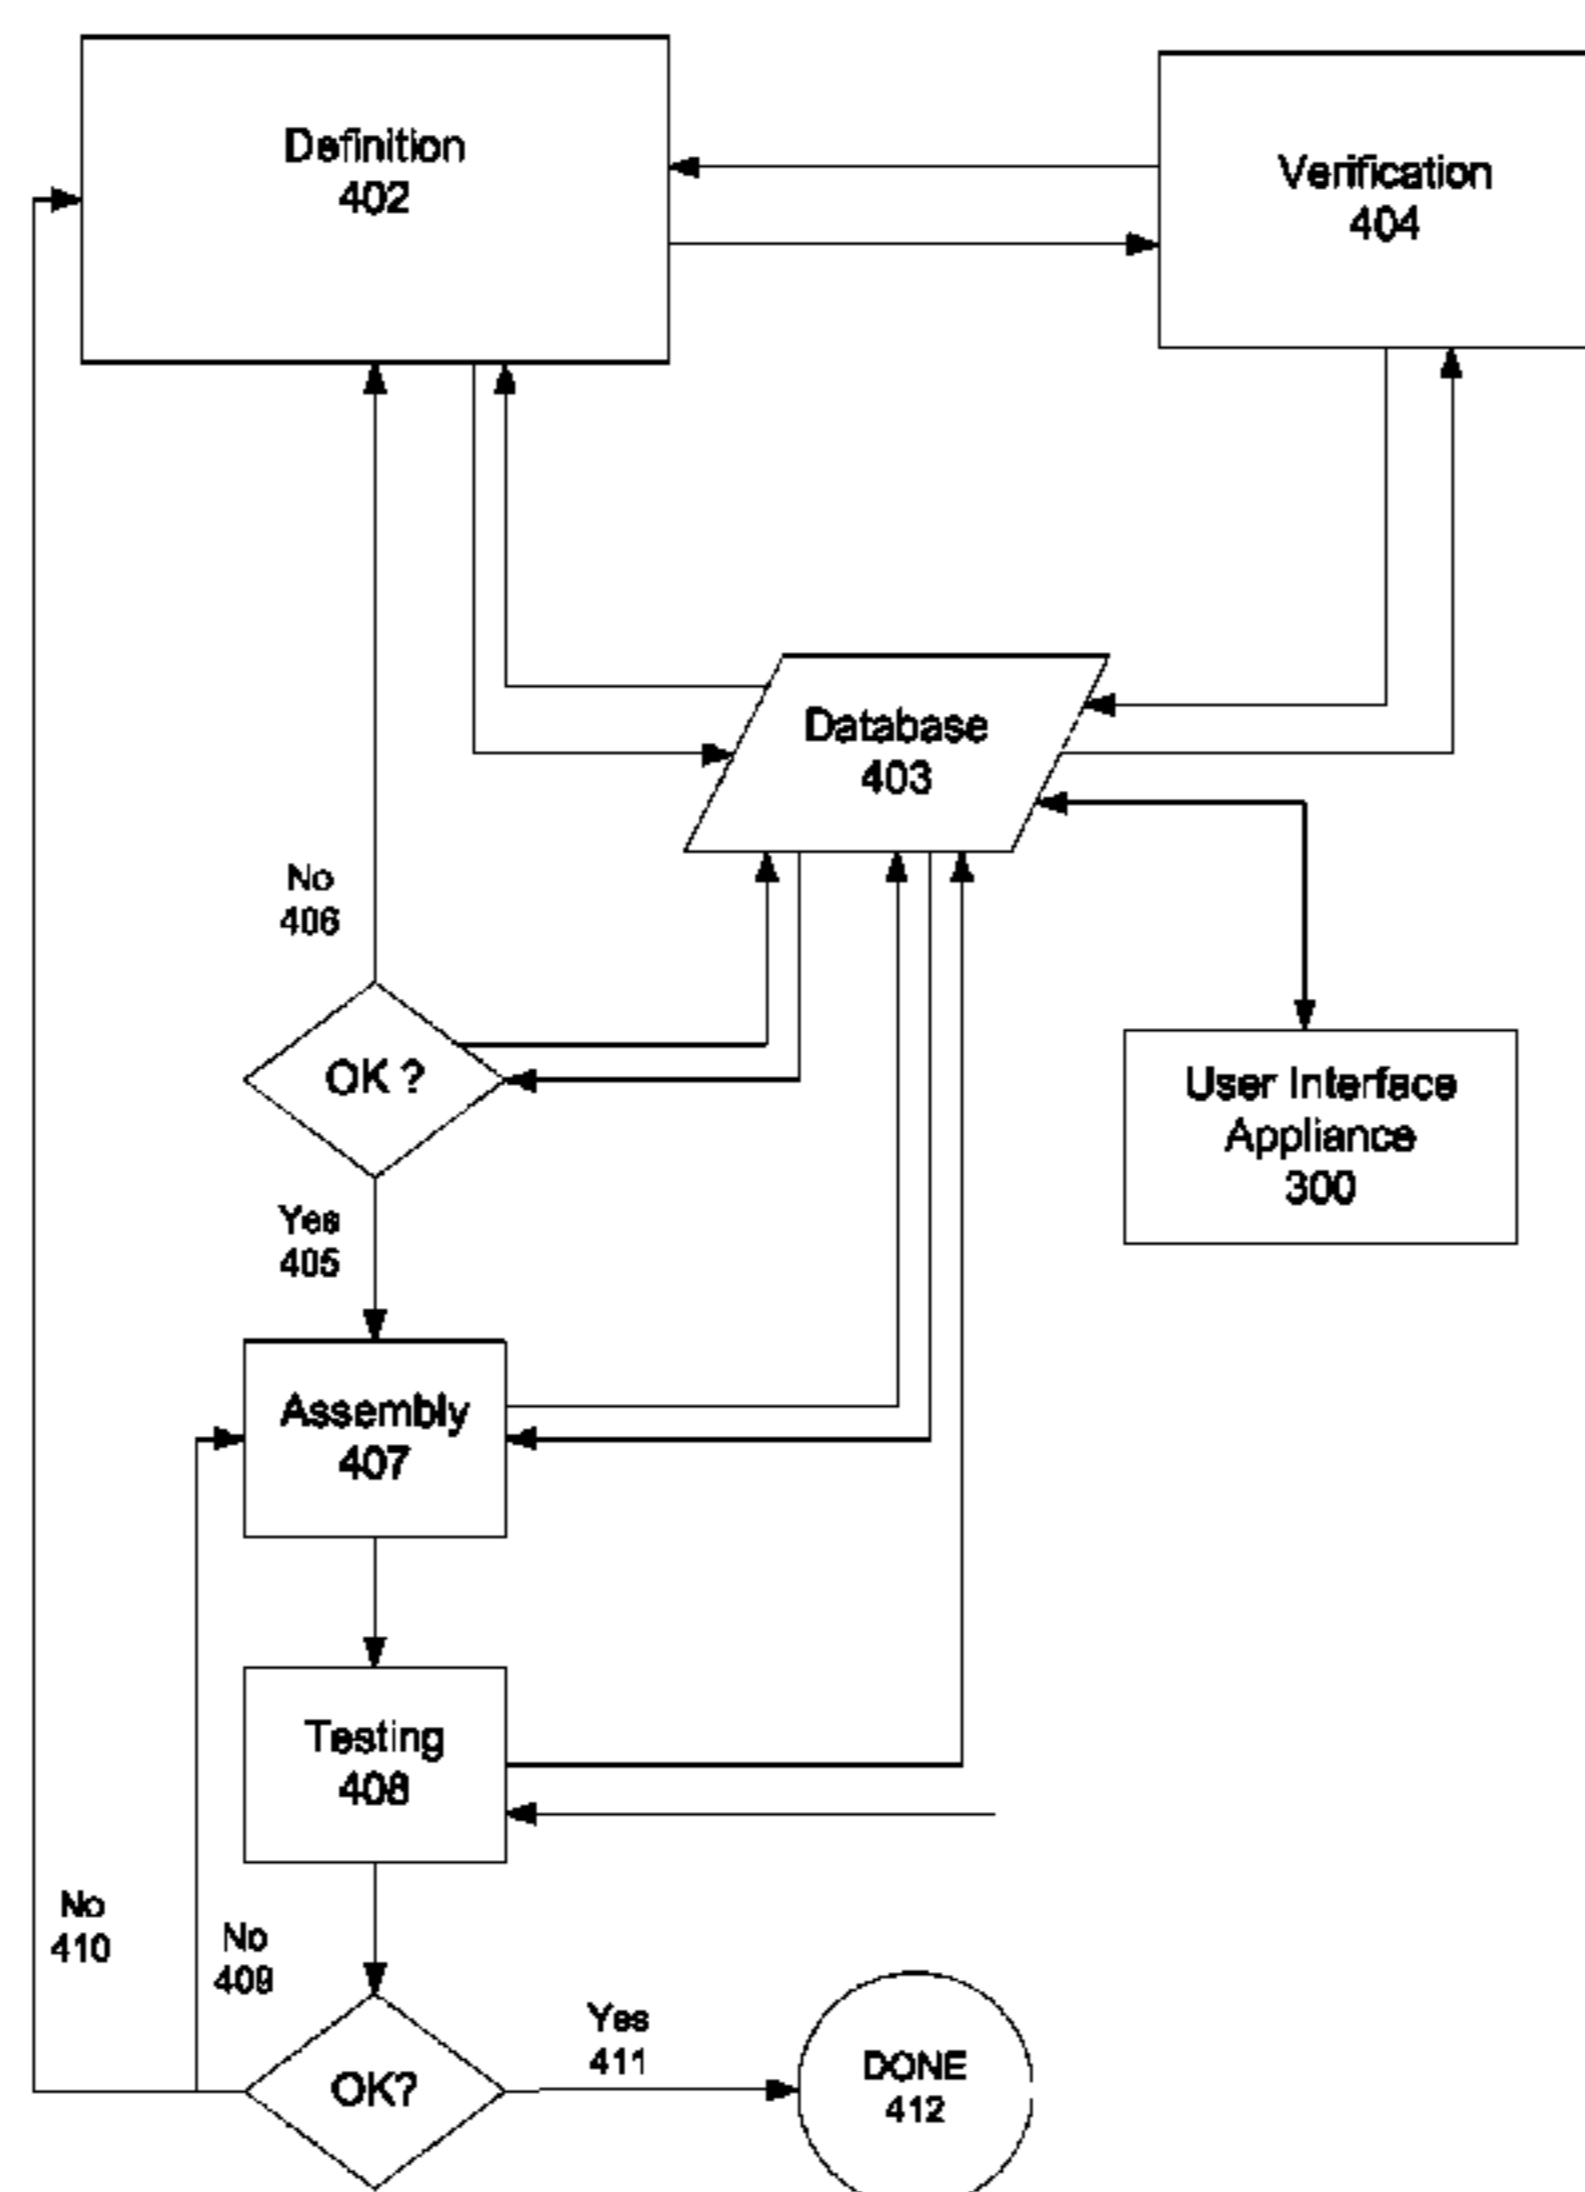 Definition
402
Verification
404
Database
403
No
406
OK ?
User Interface
Appliance
300
Yes
405
Assembly
407
Testing
408
No
410
No
409
Yes
411
OK?
DONE
412